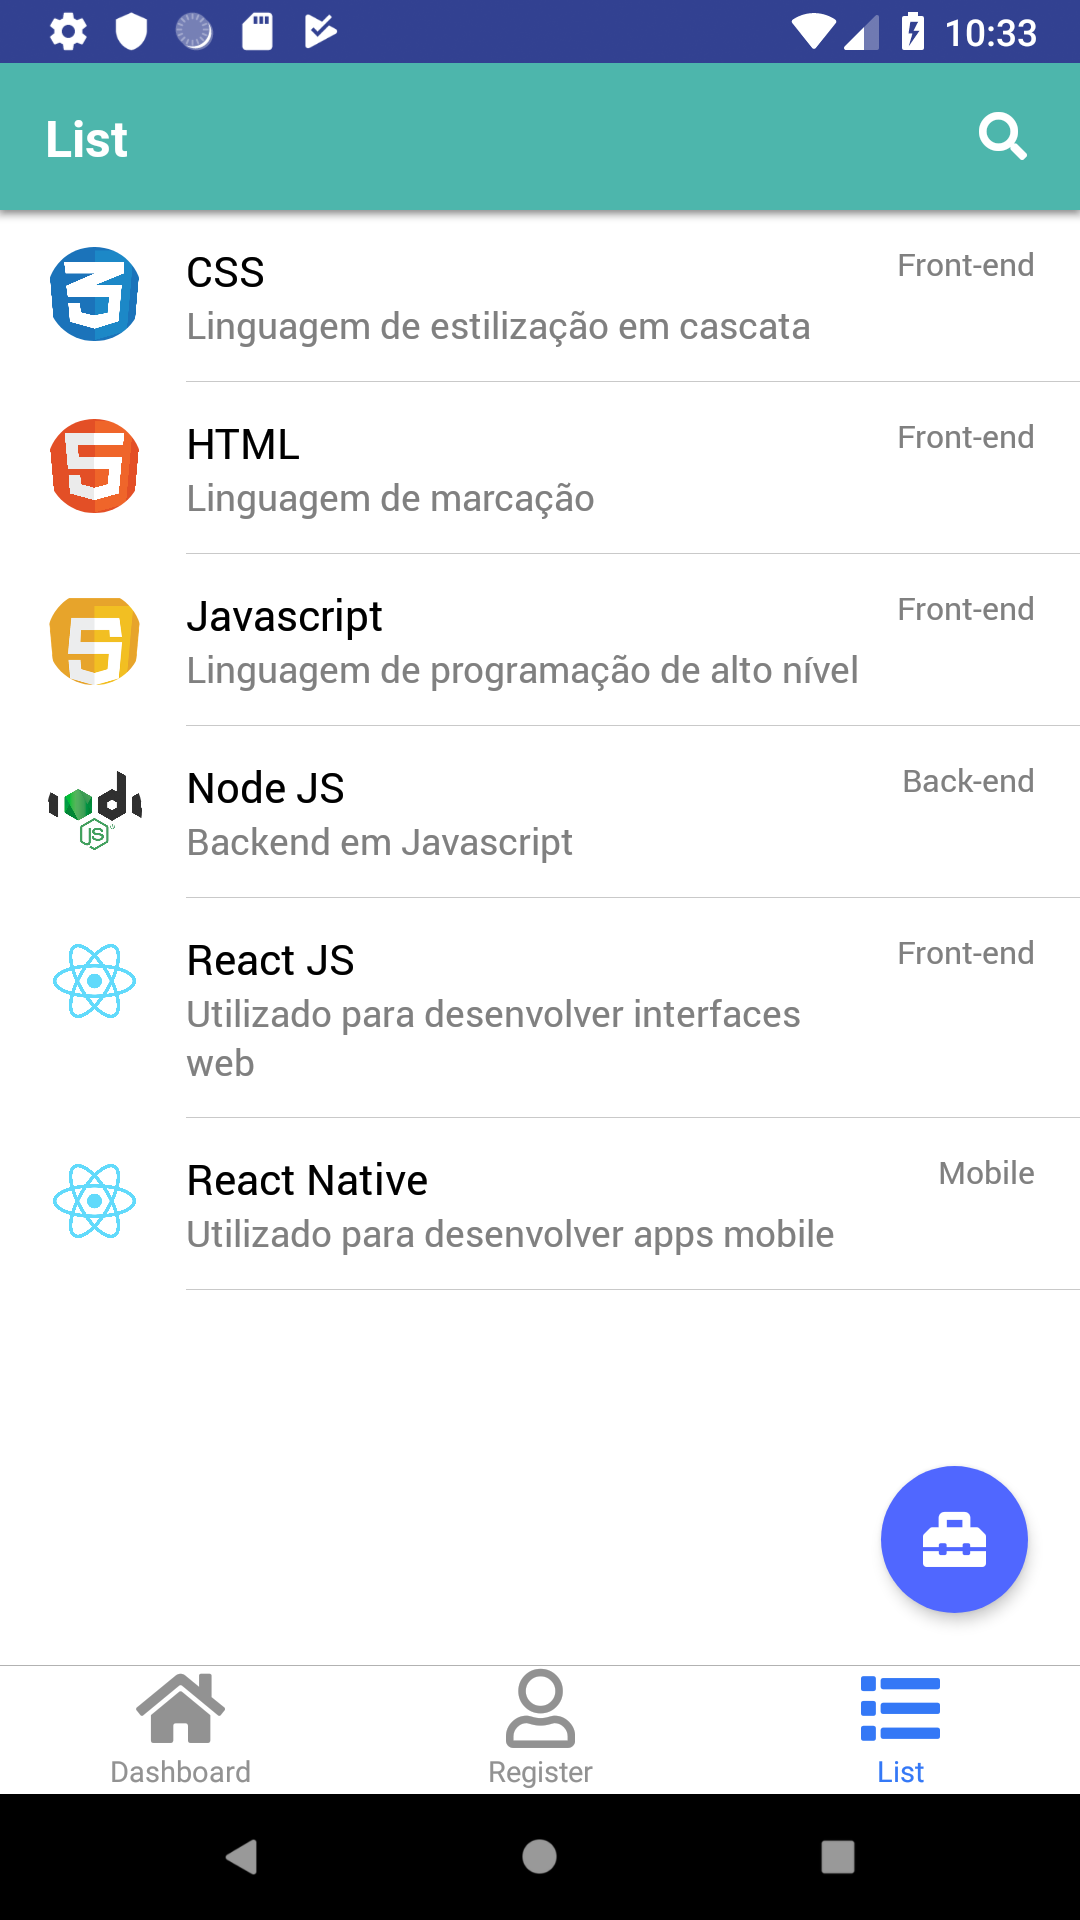 10:33
List
CSS
Front-end
Linguagem de estilização em cascata
HTML
Front-end
Linguagem de marcação
Javascript
Front-end
Linguagem de programação de alto nível
Node JS
Back-end
Backend em Javascript
React JS
Front-end
Utilizado para desenvolver interfaces
web
React Native
Mobile
Utilizado para desenvolver apps mobile
Dashboard
Register
List